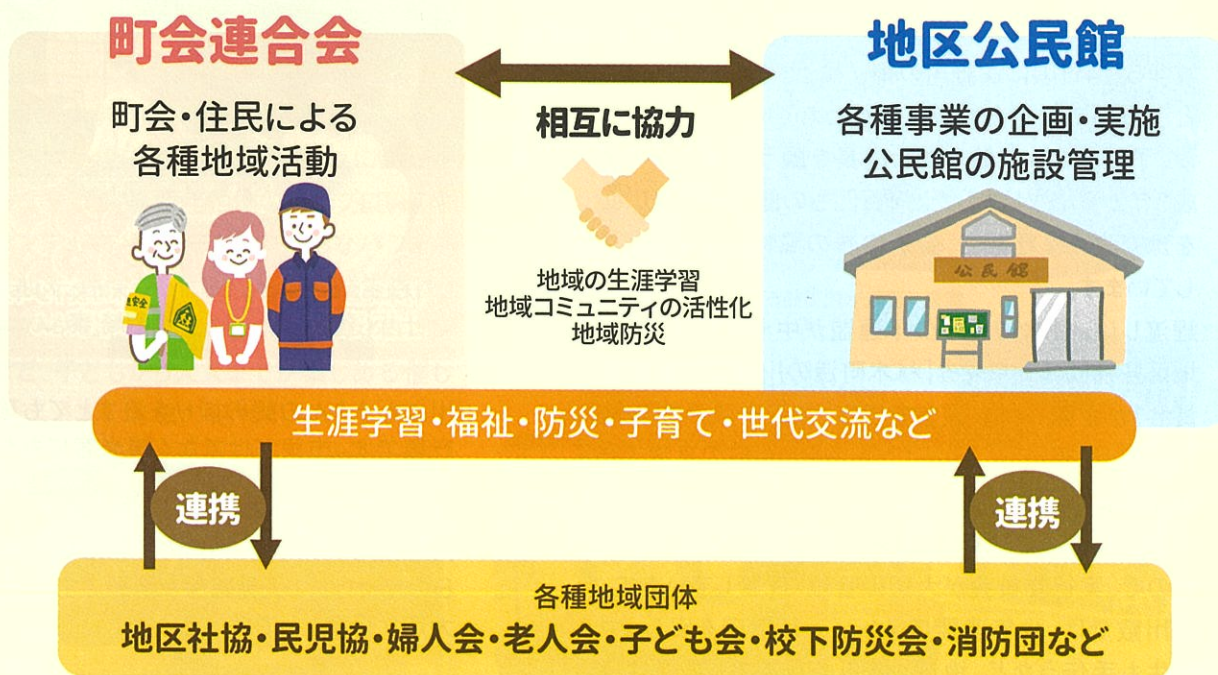 町会連合会
町会・住民による
各種地域活動
安全
相互に協力
地域の生涯学習
地域コミュニティの活性化
地域防災
地区公民館
各種事業の企画・実施
公民館の施設管理
公民館
生涯学習・福祉・防災・子育て・世代交流など
連携
連携
各種地域団体
地区社協・民児協・婦人会・老人会・子ども会・校下防災会・消防団など